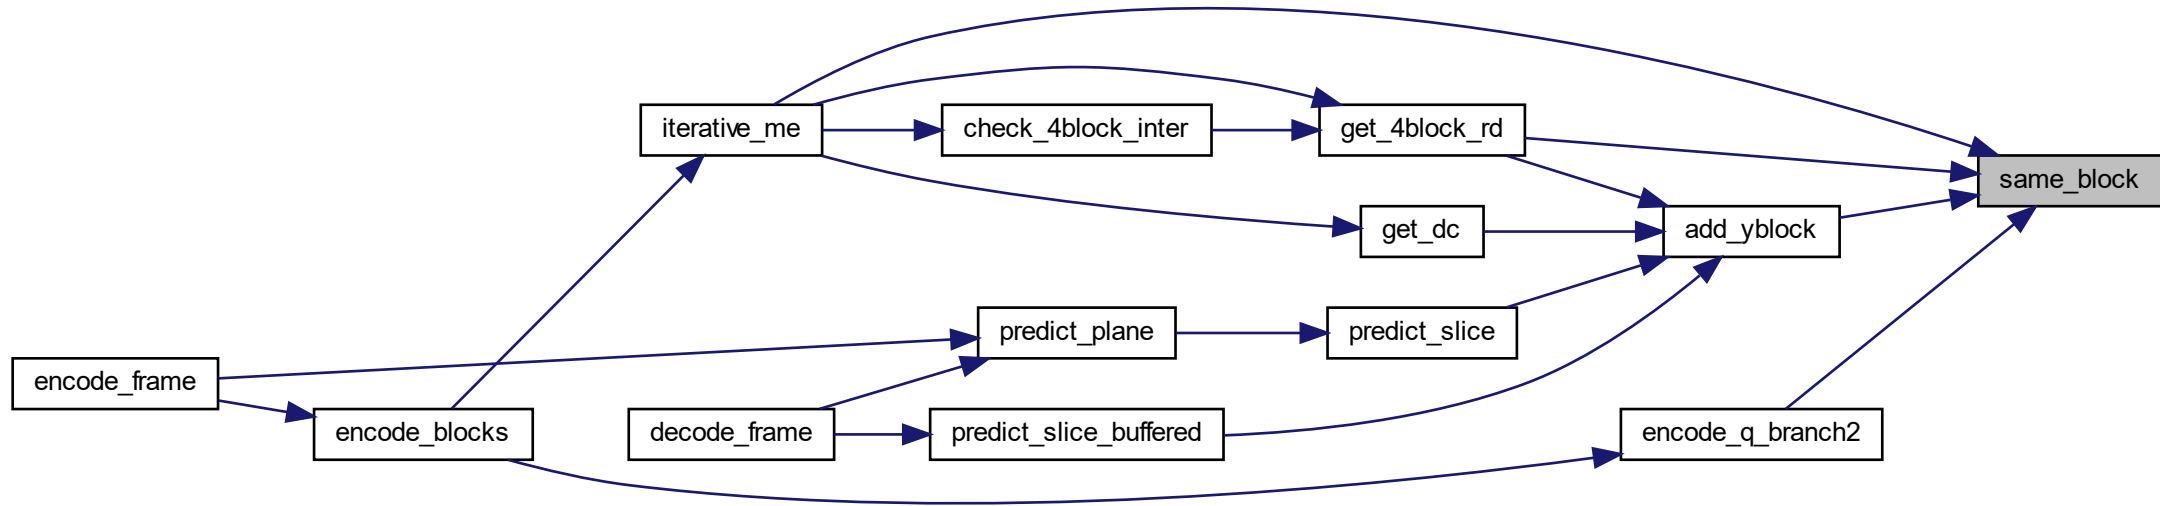 iterative_me
check_4block_inter
get_4block_rd
same_block
get_dc
add_yblock
predict_plane
predict_slice
encode_frame
encode_blocks
decode_frame
predict_slice_buffered
encode_q_branch2